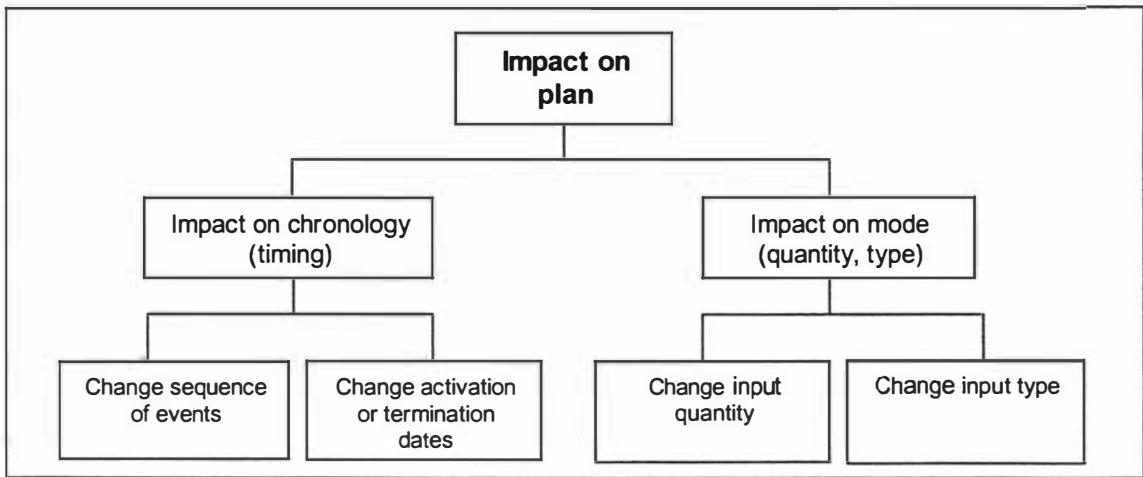 Impact on
plan
Impact on chronology
(timing)
Impact on mode
(quantity, type)
Change sequence
of events
Change activation
or termination
dates
Change input
quantity
Change input type